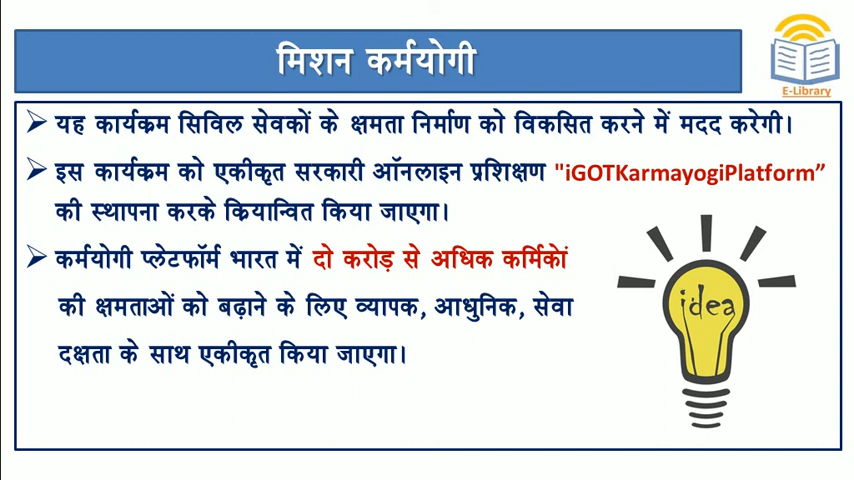 मिशन कर्मयोगी
E-Library
यह कार्यक्रम सिविल सेवकों के क्षमता निर्माण को विकसित करने में मदद करेगी।
इस कार्यक्रम को एकीकृत सरकारी ऑनलाइन प्रशिक्षण "iGOTKarmayogiPlatform”
की स्थापना करके क्रियान्वित किया जाएगा।
कर्मयोगी प्लेटफॉर्म भारत में दो करोड़ से अधिक कर्मिकों
की क्षमताओं को बढ़ाने के लिए व्यापक, आधुनिक, सेवा
दक्षता के साथ एकीकृत किया जाएगा।
idea